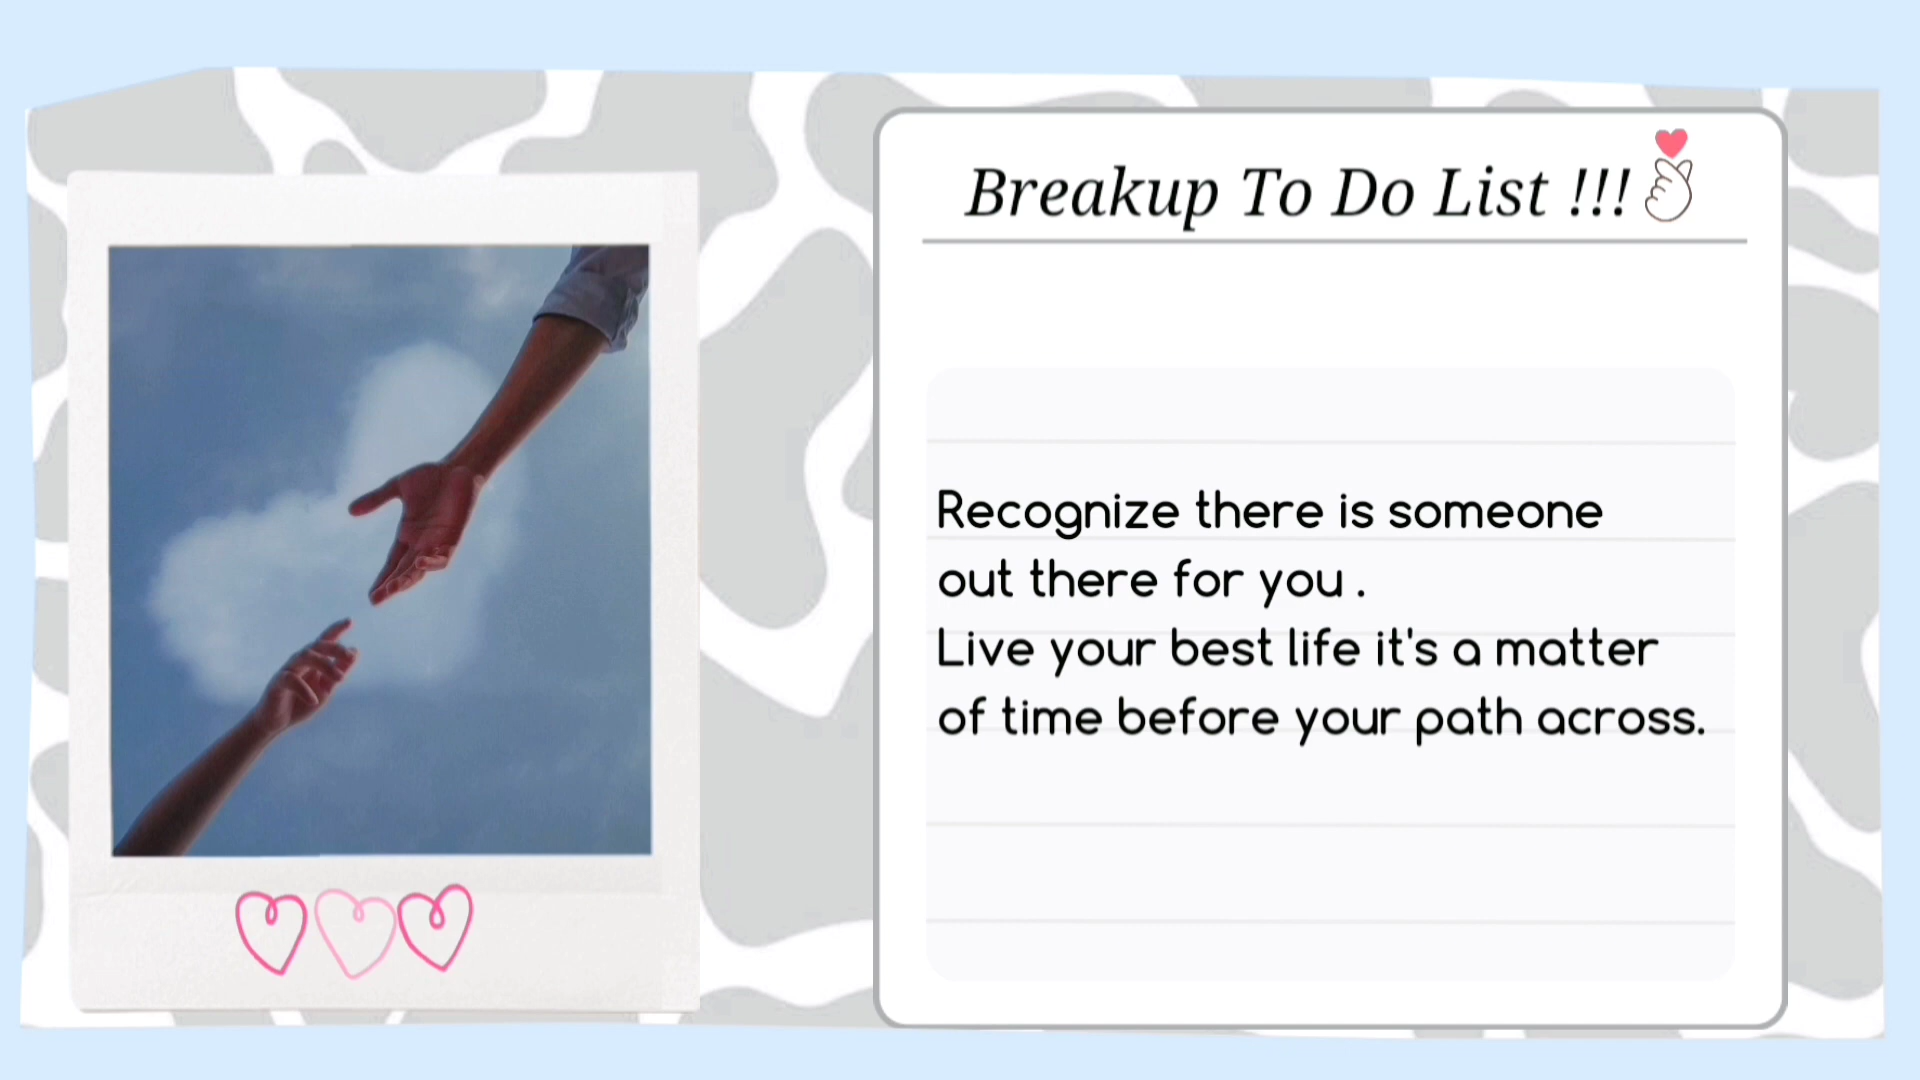 Breakup To Do List !!!
Recognize there is someone
out there for you .
Live your best life it's a matter
of time before your path across.